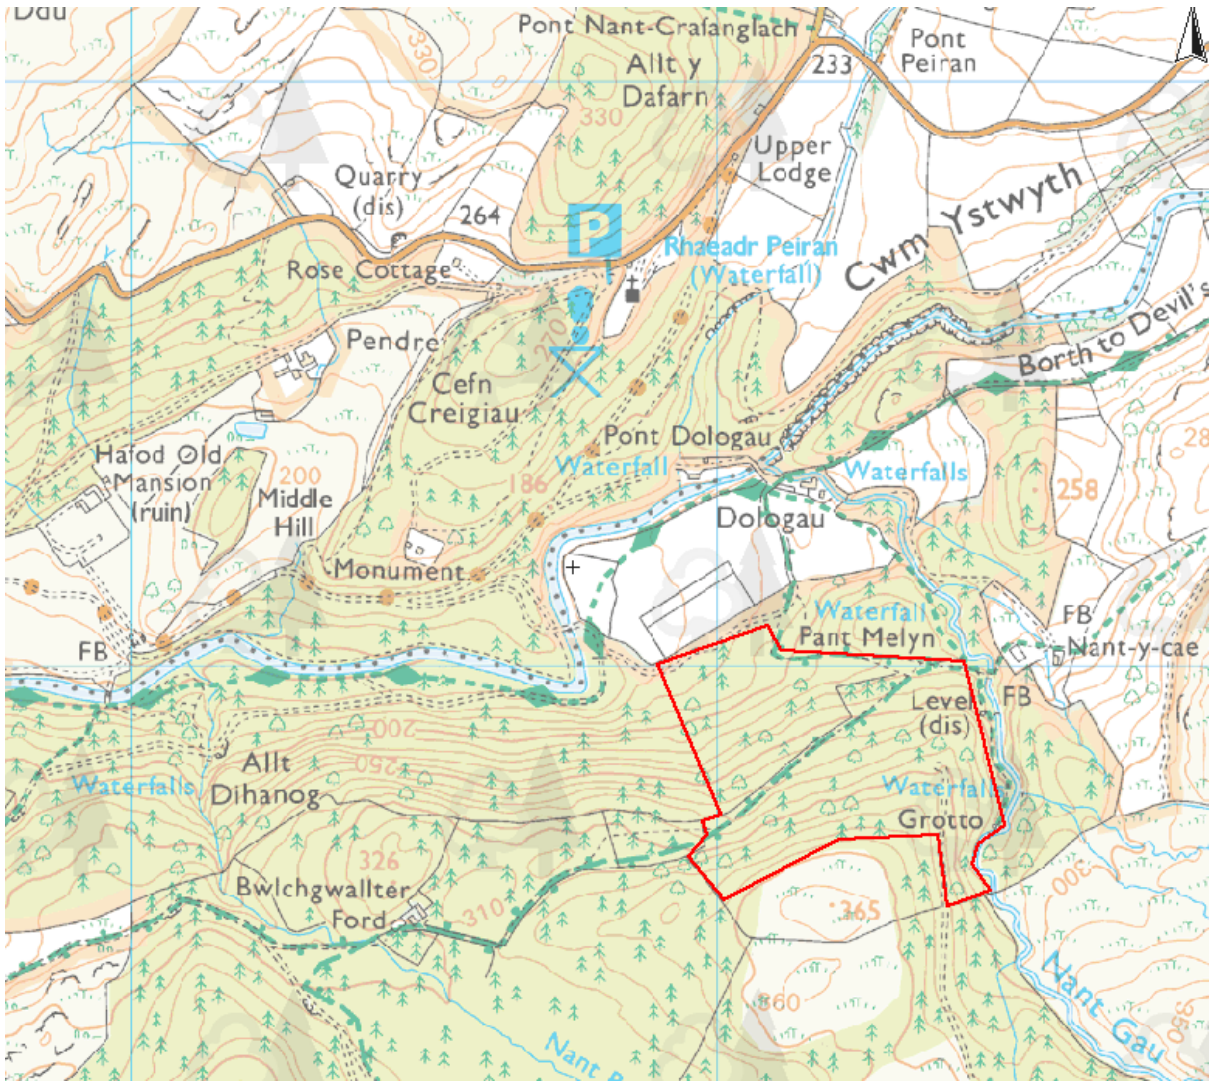 Ddu
Pont Nant-Crafanglach
330
Allt y
Dafarn
330
233
Pont
Peiran
Upper
Lodge
Quarry
(dis)
264
P
Rhaeadr Peiran
(Waterfall)
Cwm Ystwyth
Rose Cottage
Pendre
Cefn
Creigiau
Borth to Devil's
Pont Dologau
Waterfall
Waterfalls
Hafod Old
Mansion
(ruin)
200
Middle
Hill
186
258
28
Dologau
Monument
Waterfall
Pant Melyn
FB
Nant-y-cae
FB
FB
Level
(dis)
200
250
Allt
Dihanog
Waterfalls
Waterfalls
Grotto
326
Bwlchgwallter
Ford
310
365
360
300
350
Nant Gau
Nant